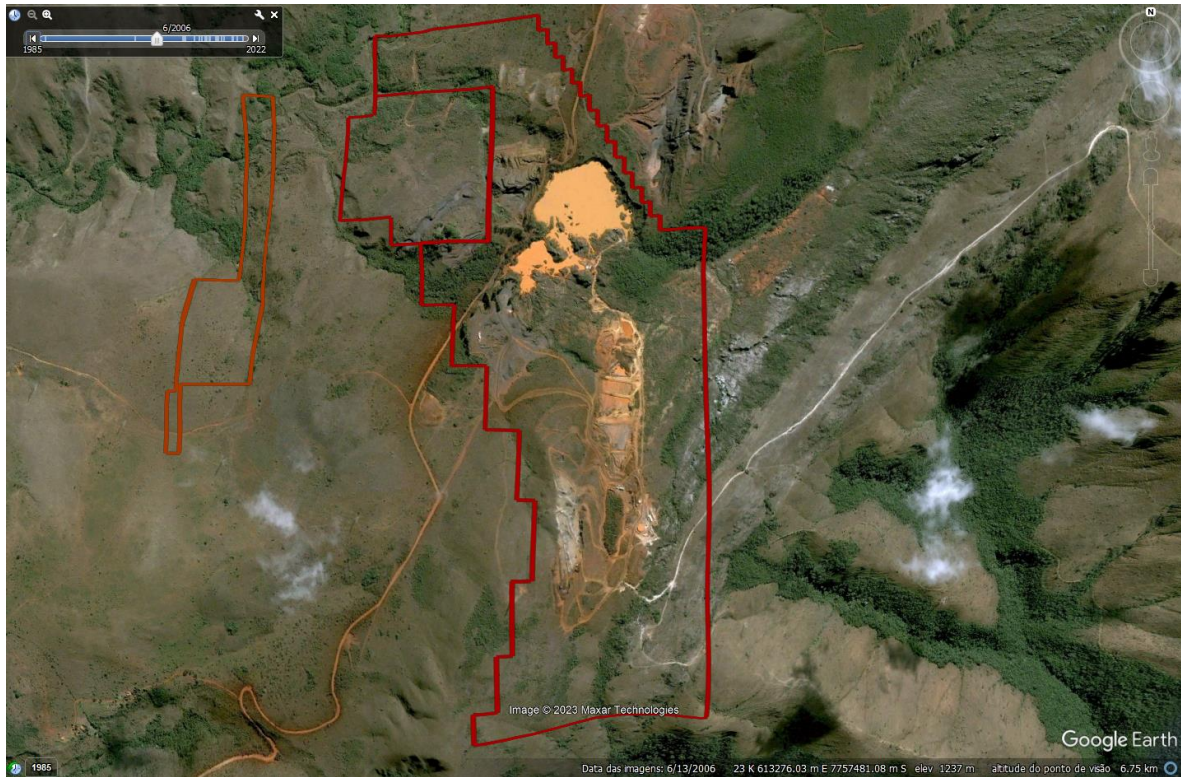 6/2006
1985
2022
N
Image © 2023 Maxar Technologies
Google Earth
1985
Data das imagens: 6/13/2006 23 K 613276.03 m E 7757481.08 m S elev 1237 m altitude do ponto de visão 6.75 km